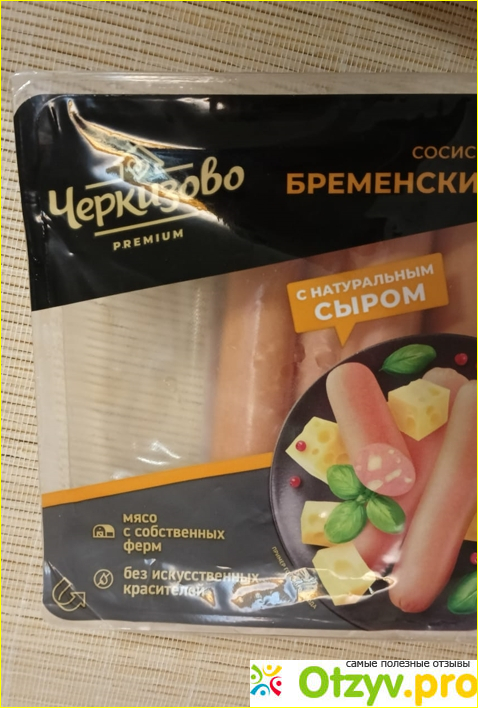 Черкизово
PREMIUM
СОСИС
БРЕМЕНСКИ
С НАТУРАЛЬНЫМ
СЫРОМ
мясо
с собственных
ферм
без искусственных
красителей
самые полезные отзывы
Otzyv.pro